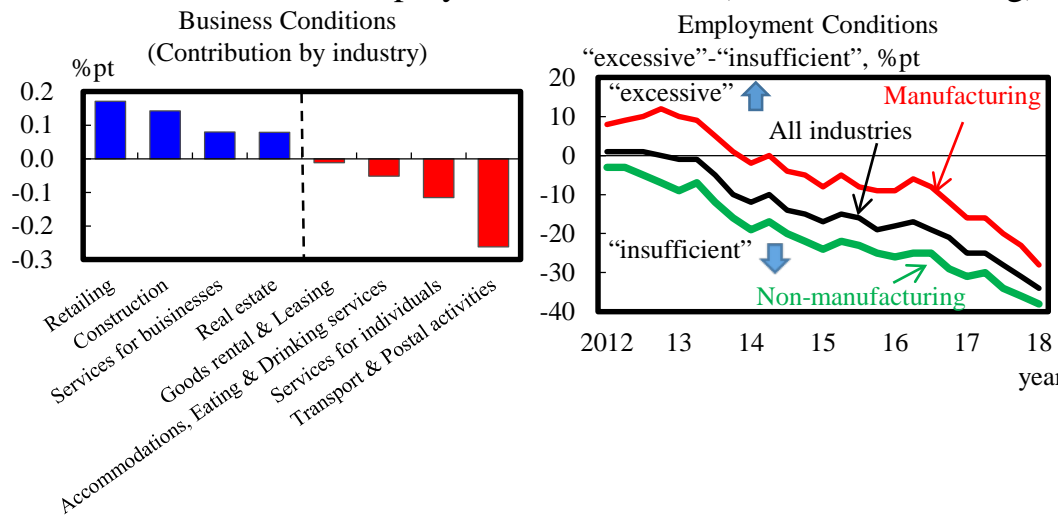 Business Conditions
(Contribution by industry)
%pt
0.2
0.1
0.0
-0.1
-0.2
-0.3
Retailing
Construction
Services for buisinesses
Real estate
Goods rental & Leasing
Accommodations, Eating & Drinking services
Services for individuals
Transport & Postal activities
Employment Conditions
“excessive”-“insufficient”, %pt
20
10
0
-10
-20
-30
-40
“excessive”
Manufacturing
All industries
“insufficient”
Non-manufacturing
2012 13 14 15 16 17 18
year